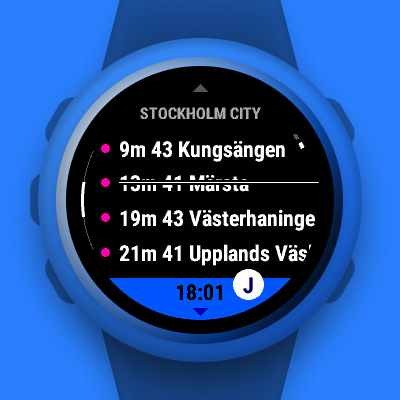 STOCKHOLM CITY
9m 43 Kungsängen
13m 41 Märsta
19m 43 Västerhaninge
21m 41 Upplands Väs
18:01 J